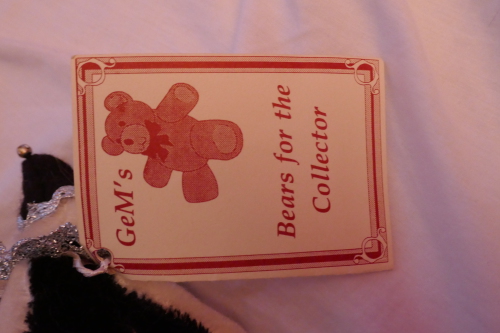 GeM's
Bears for the
Collector